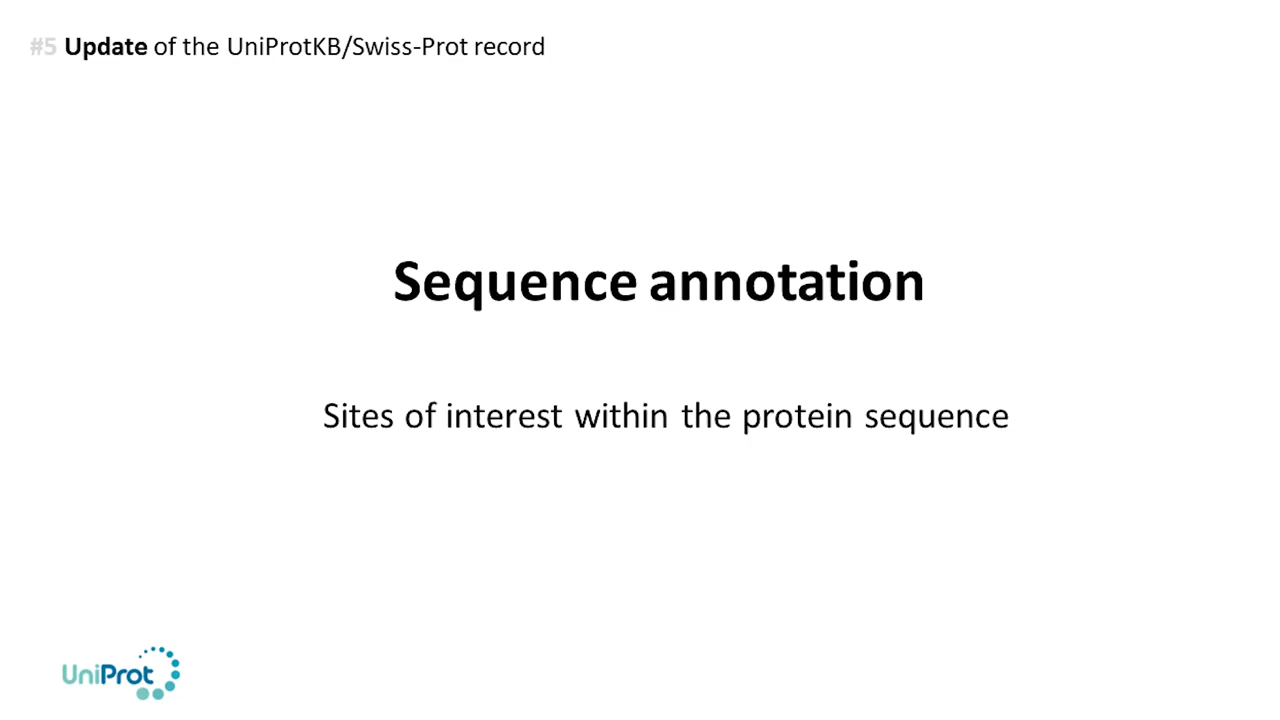 #5 Update of the UniProtKB/Swiss-Prot record
Sequence annotation
Sites of interest within the protein sequence
UniProt